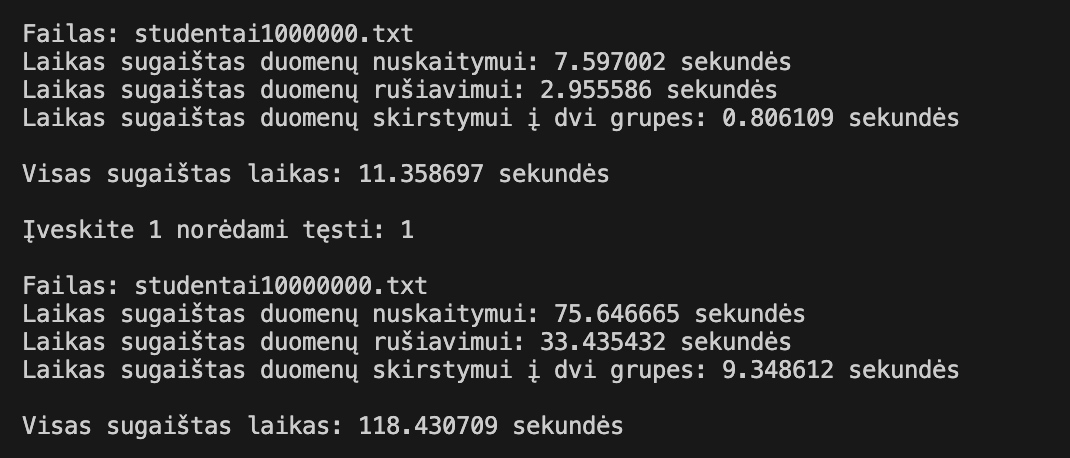 Failas: studentai1000000.txt
Laikas sugaištas duomenų nuskaitymui: 7.597002 sekundės
Laikas sugaištas duomenų rušiavimui: 2.955586 sekundės
Laikas sugaištas duomenų skirstymui į dvi grupes: 0.806109 sekundės
Visas sugaištas laikas: 11.358697 sekundės
Įveskite 1 norėdami tęsti: 1
Failas: studentai10000000.txt
Laikas sugaištas duomenų nuskaitymui: 75.646665 sekundės
Laikas sugaištas duomenų rušiavimui: 33.435432 sekundės
Laikas sugaištas duomenų skirstymui į dvi grupes: 9.348612 sekundės
Visas sugaištas laikas: 118.430709 sekundės